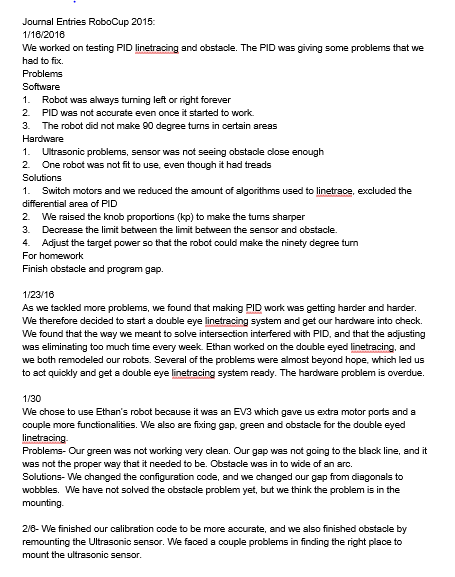 Journal Entries RoboCup 2015:
1/16/2016
We worked on testing PID linetracing and obstacle. The PID was giving some problems that we
had to fix.
Problems
Software
1. Robot was always turning left or right forever
2. PID was not accurate even once it started to work.
3. The robot did not make 90 degree turns in certain areas
Hardware
1. Ultrasonic problems, sensor was not seeing obstacle close enough
2. One robot was not fit to use, even though it had treads
Solutions
1. Switch motors and we reduced the amount of algorithms used to linetrace, excluded the
differential area of PID
2. We raised the knob proportions (kp) to make the turns sharper
3. Decrease the limit between the limit between the sensor and obstacle.
4. Adjust the target power so that the robot could make the ninety degree turn
For homework
Finish obstacle and program gap.
1/23/16
As we tackled more problems, we found that making PID work was getting harder and harder.
We therefore decided to start a double eye linetracing system and get our hardware into check.
We found that the way we meant to solve intersection interfered with PID, and that the adjusting
was eliminating too much time every week. Ethan worked on the double eyed linetracing, and
we both remodeled our robots. Several of the problems were almost beyond hope, which led us
to act quickly and get a double eye linetracing system ready. The hardware problem is overdue.
1/30
We chose to use Ethan's robot because it was an EV3 which gave us extra motor ports and a
couple more functionalities. We also are fixing gap, green and obstacle for the double eyed
linetracing.
Problems- Our green was not working very clean. Our gap was not going to the black line, and it
was not the proper way that it needed to be. Obstacle was in to wide of an arc.
Solutions- We changed the configuration code, and we changed our gap from diagonals to
wobbles. We have not solved the obstacle problem yet, but we think the problem is in the
mounting.
2/6- We finished our calibration code to be more accurate, and we also finished obstacle by
remounting the Ultrasonic sensor. We faced a couple problems in finding the right place to
mount the ultrasonic sensor.